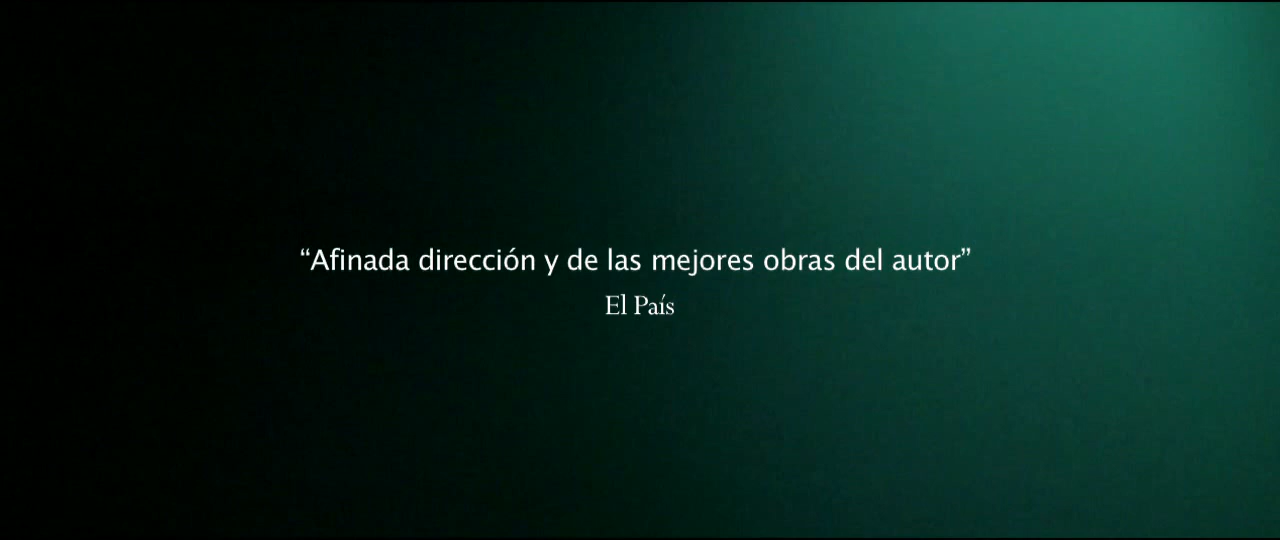 “Afinada dirección y de las mejores obras del autor”
El País